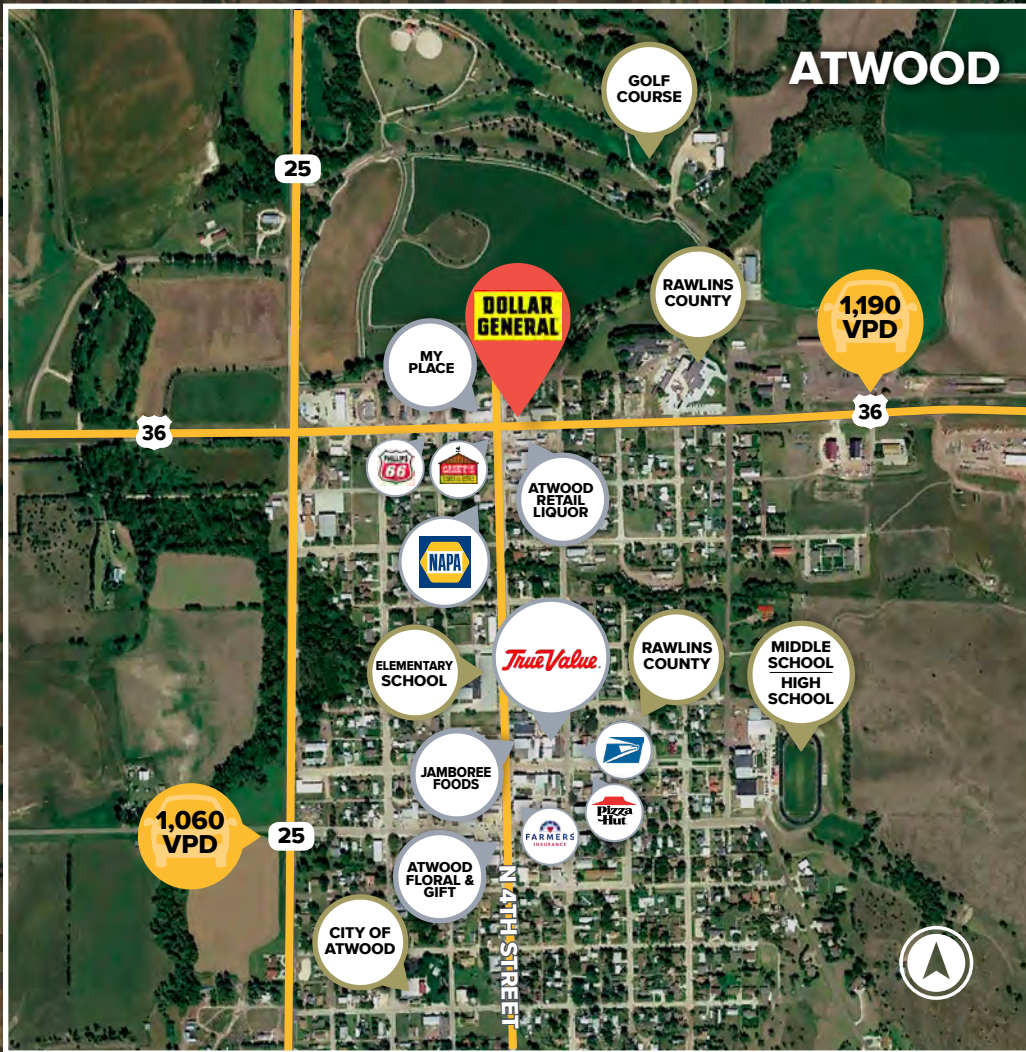 ATWOOD
GOLF
COURSE
25
RAWLINS
COUNTY
DOLLAR
GENERAL
1,190
VPD
MY
PLACE
36
36
PHILLIPS
66
CASEY'S
ATWOOD
RETAIL
LIQUOR
NAPA
ELEMENTARY
SCHOOL
True Value.
RAWLINS
COUNTY
MIDDLE
SCHOOL
HIGH
SCHOOL
JAMBOREE
FOODS
Pizza
Hut
1,060
VPD
25
FARMERS
INSURANCE
ATWOOD
FLORAL &
GIFT
N 4TH STREET
CITY OF
ATWOOD